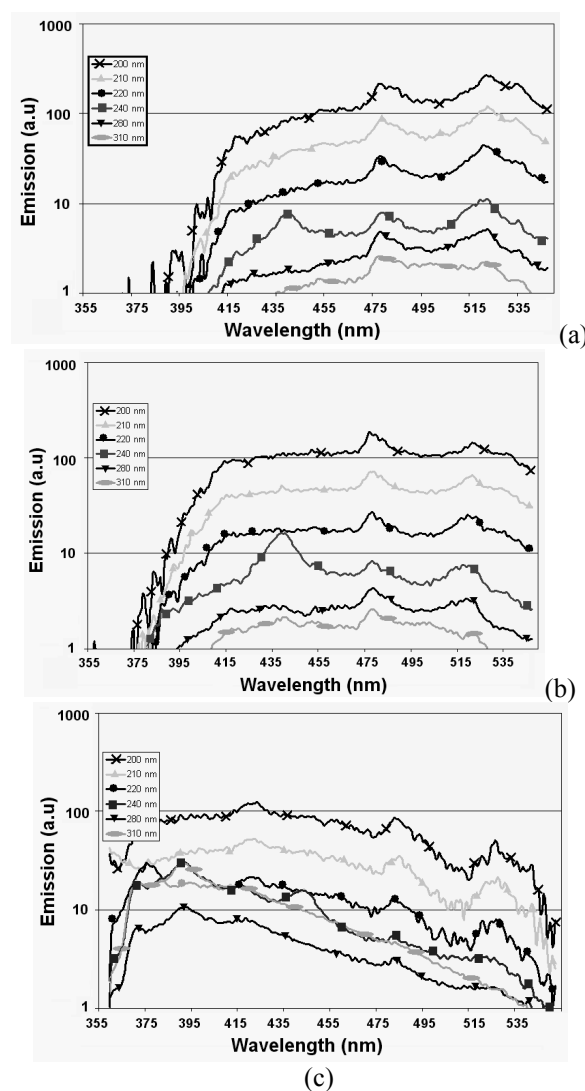 1000
100
10
1
200 nm
210 nm
220 nm
240 nm
280 nm
310 nm
Emission (a.u)
355 375 395 415 435 455 475 495 515 535
Wavelength (nm)
(a)
1000
100
10
1
200 nm
210 nm
220 nm
240 nm
280 nm
310 nm
Emission (a.u)
355 375 395 415 435 455 475 495 515 535
Wavelength (nm)
(b)
1000
100
10
1
200 nm
210 nm
220 nm
240 nm
280 nm
310 nm
Emission (a.u)
355 375 395 415 435 455 475 495 515 535
Wavelength (nm)
(c)